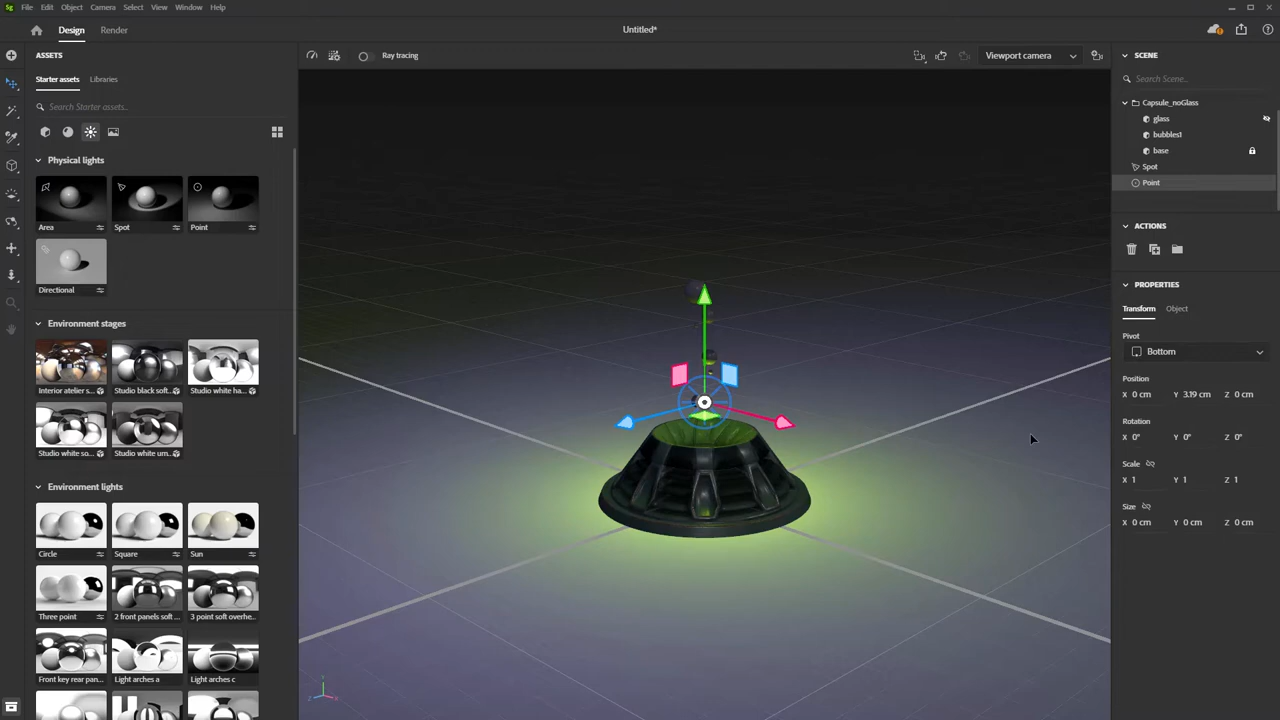 Sg File Edit Object Camera Select View Window Help
Design Render Untitled*
ASSETS
Starter assets Libraries
Search Starter assets..
Physical lights
Area Spot Point
Directional
Environment stages
Interior atelier s... Studio black soft... Studio white ha...
Studio white so... Studio white um...
Environment lights
Circle Square Sun
Three point 2 front panels soft ... 3 point soft overhe...
Front key rear pan... Light arches a Light arches c
Ray tracing
Viewport camera
SCENE
Search Scene...
Capsule_noGlass
glass
bubbles1
base
Spot
Point
ACTIONS
PROPERTIES
Transform Object
Pivot
Bottom
Position
X 0 cm Y 3.19 cm Z 0 cm
Rotation
X 0° Y 0° Z 0°
Scale
X 1 Y 1 Z 1
Size
X 0 cm Y 0 cm Z 0 cm